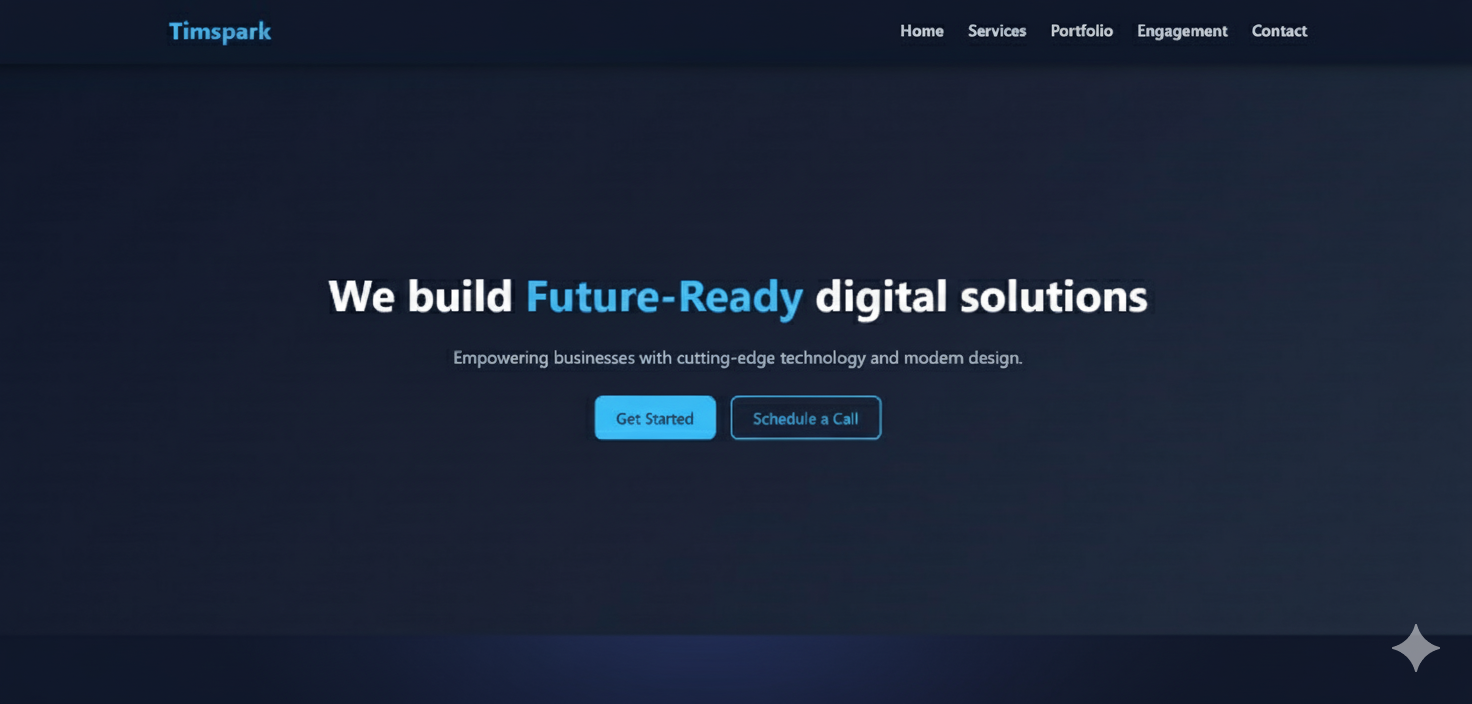 Timspark
Home Services Portfolio Engagement Contact
We build Future-Ready digital solutions
Empowering businesses with cutting-edge technology and modern design.
Get Started
Schedule a Call